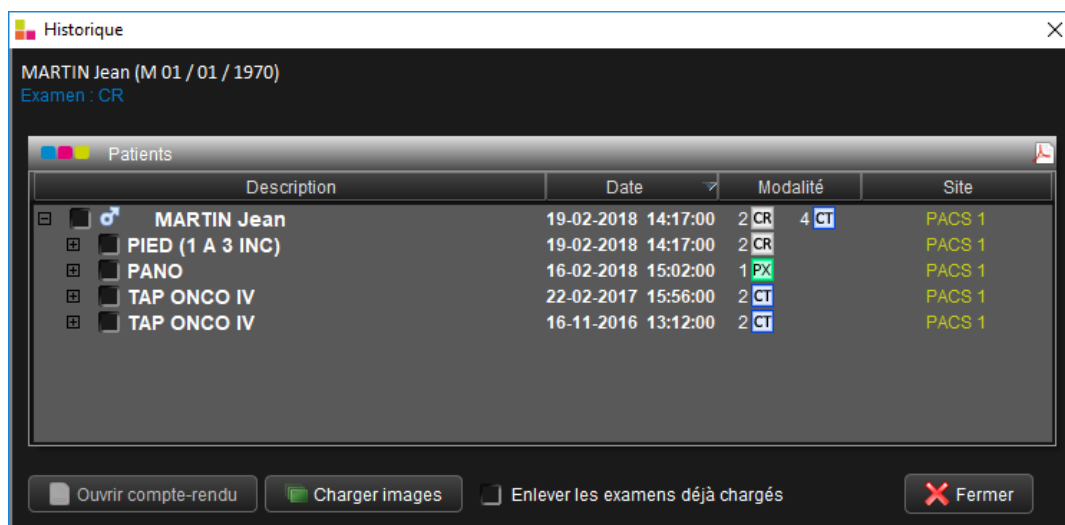 Historique
MARTIN Jean (M 01 / 01 / 1970)
Examen : CR
Patients
Description Date Modalité Site
MARTIN Jean 19-02-2018 14:17:00 2 CR 4 CT PACS 1
PIED (1 A 3 INC) 19-02-2018 14:17:00 2 CR PACS 1
PANO 16-02-2018 15:02:00 1 PX PACS 1
TAP ONCO IV 22-02-2017 15:56:00 2 CT PACS 1
TAP ONCO IV 16-11-2016 13:12:00 2 CT PACS 1
Ouvrir compte-rendu Charger images Enlever les examens déjà chargés Fermer